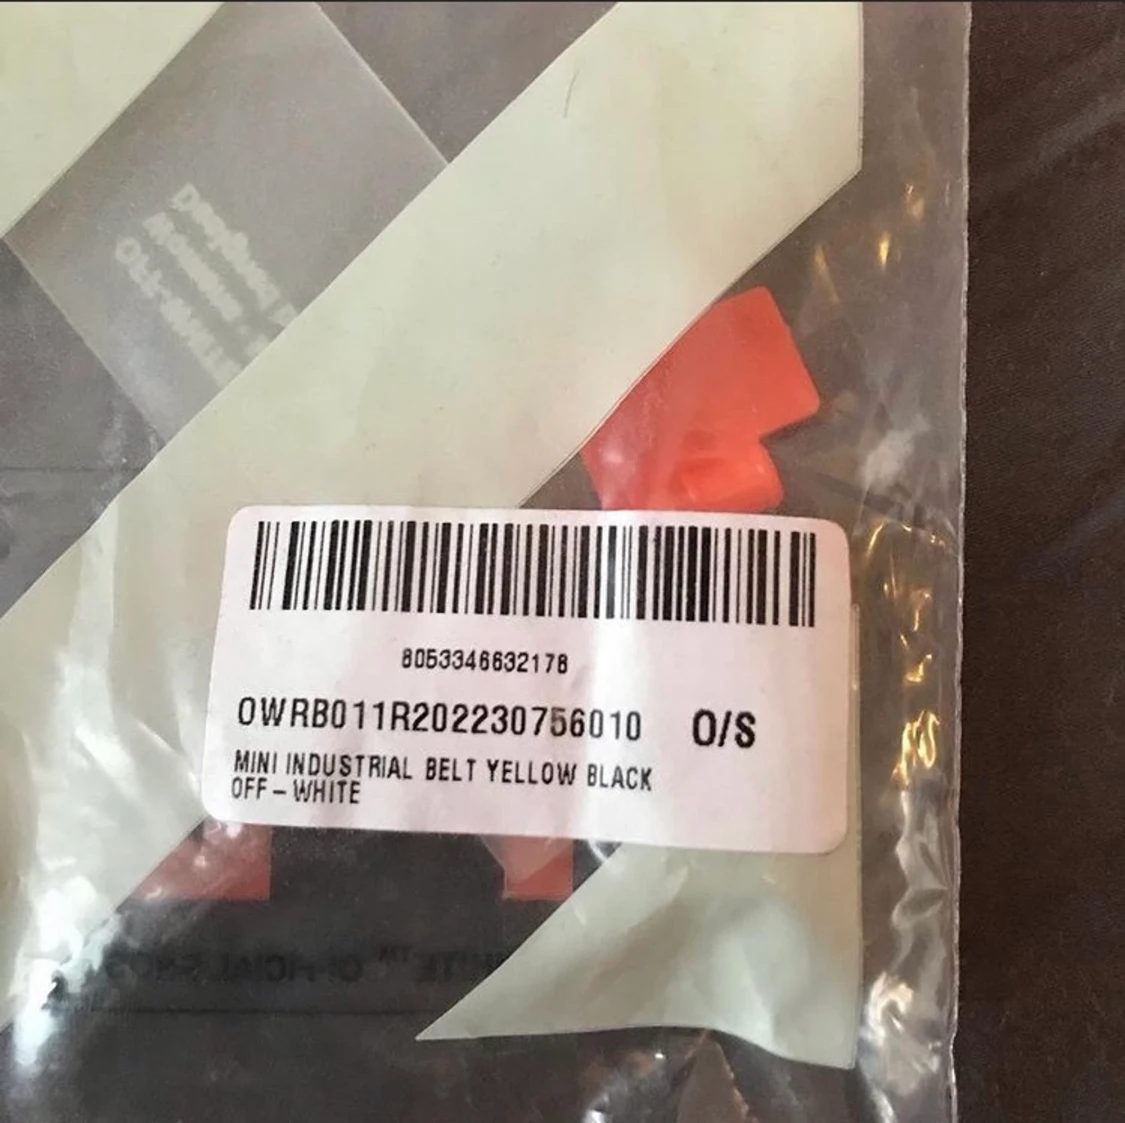 8053346632178
OWRB011R202230756010 O/S
MINI INDUSTRIAL BELT YELLOW BLACK
OFF-WHITE